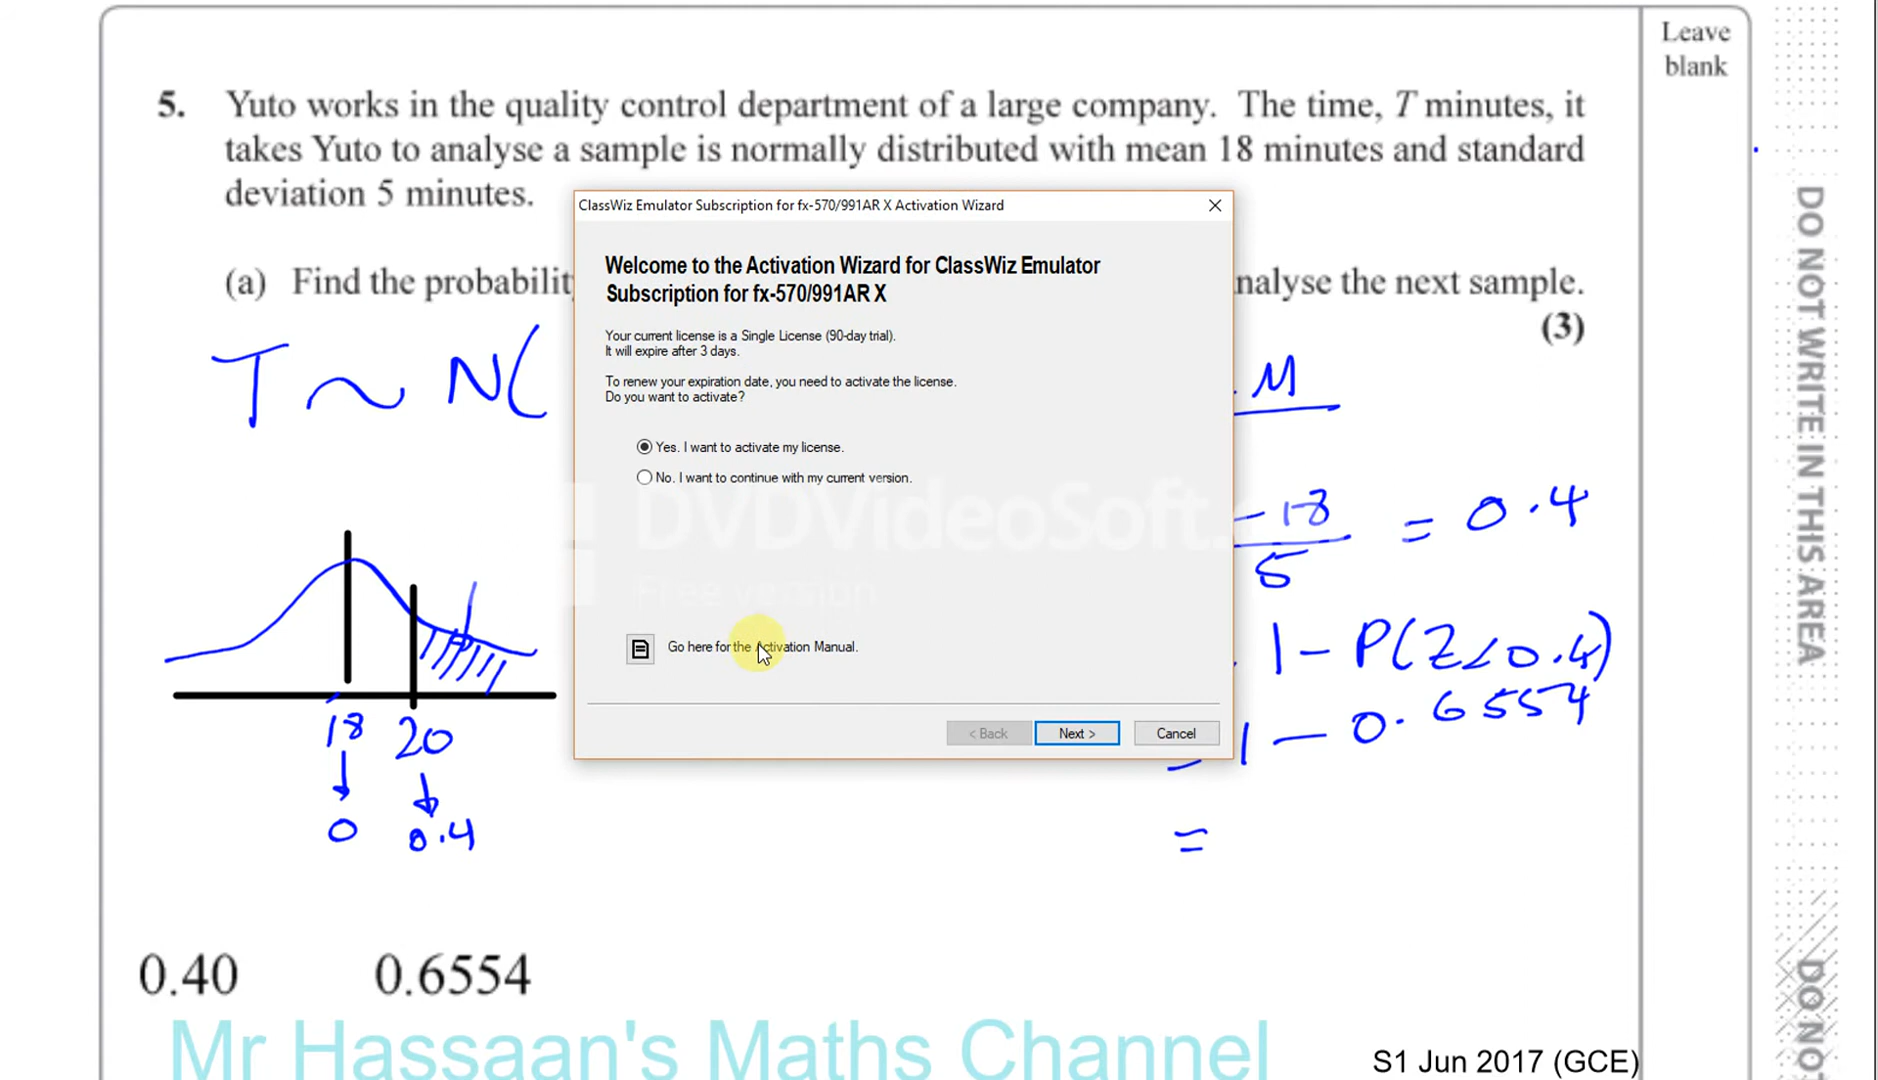 Leave
blank
5. Yuto works in the quality control department of a large company. The time, T minutes, it
takes Yuto to analyse a sample is normally distributed with mean 18 minutes and standard
deviation 5 minutes.
ClassWiz Emulator Subscription for fx-570/991AR X Activation Wizard
Welcome to the Activation Wizard for ClassWiz Emulator
Subscription for fx-570/991AR X
(a) Find the probabilit
nalyse the next sample.
(3)
Your current license is a Single License (90-day trial).
It will expire after 3 days.
To renew your expiration date, you need to activate the license.
Do you want to activate?
T ~ N(
. M
Yes. I want to activate my license.
No. I want to continue with my current version.
DVDVideoSoft.
Free version
– 18
5
= 0.4
Go here for the Activation Manual.
1 – P(Z<0.4)
< Back
Next >
Cancel
= 1 – 0.6554
=
18 20
0 0.4
0.40 0.6554
Mr Hassaan's Maths Channel
S1 Jun 2017 (GCE)
DO NOT WRITE IN THIS AREA
DO NO